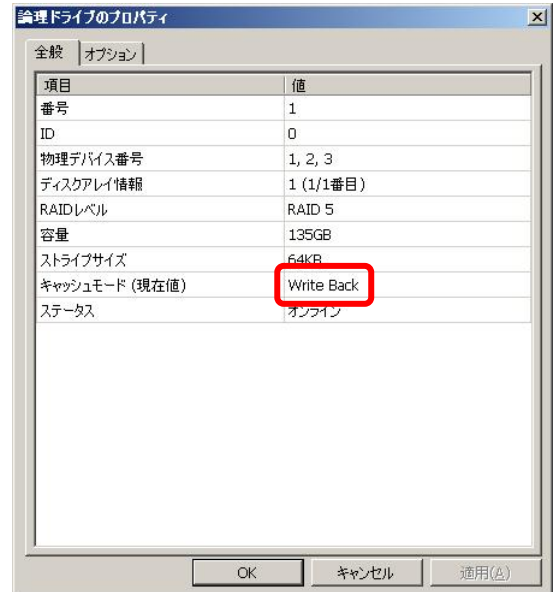 論理ドライブのプロパティ
全般 オプション
項目 値
番号 1
ID 0
物理デバイス番号 1, 2, 3
ディスクアレイ情報 1 (1/1番目)
RAIDレベル RAID 5
容量 135GB
ストライプサイズ 64KB
キャッシュモード (現在値) Write Back
ステータス オンライン
OK キャンセル 適用(A)